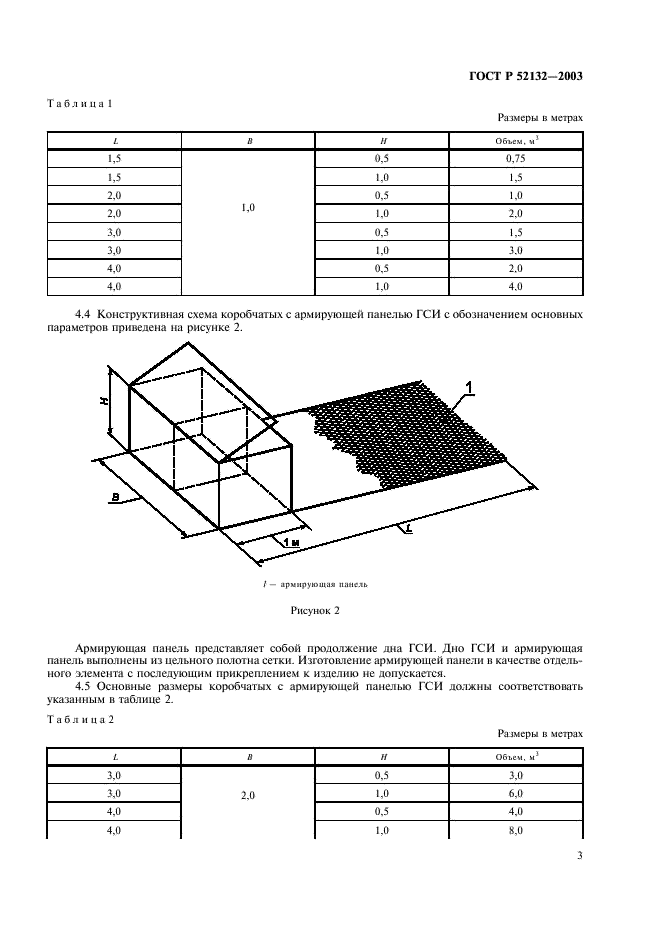 ГОСТ Р 52132—2003
Таблица 1
Размеры в метрах
L B H Объем, м³
1,5 1,0 0,5 0,75
1,5 1,0 1,5
2,0 0,5 1,0
2,0 1,0 2,0
3,0 0,5 1,5
3,0 1,0 3,0
4,0 0,5 2,0
4,0 1,0 4,0
4.4 Конструктивная схема коробчатых с армирующей панелью ГСИ с обозначением основных
параметров приведена на рисунке 2.
1
H
B
1 м
L
1 — армирующая панель
Рисунок 2
Армирующая панель представляет собой продолжение дна ГСИ. Дно ГСИ и армирующая
панель выполнены из цельного полотна сетки. Изготовление армирующей панели в качестве отдель-
ного элемента с последующим прикреплением к изделию не допускается.
4.5 Основные размеры коробчатых с армирующей панелью ГСИ должны соответствовать
указанным в таблице 2.
Таблица 2
Размеры в метрах
L B H Объем, м³
3,0 2,0 0,5 3,0
3,0 1,0 6,0
4,0 0,5 4,0
4,0 1,0 8,0
3